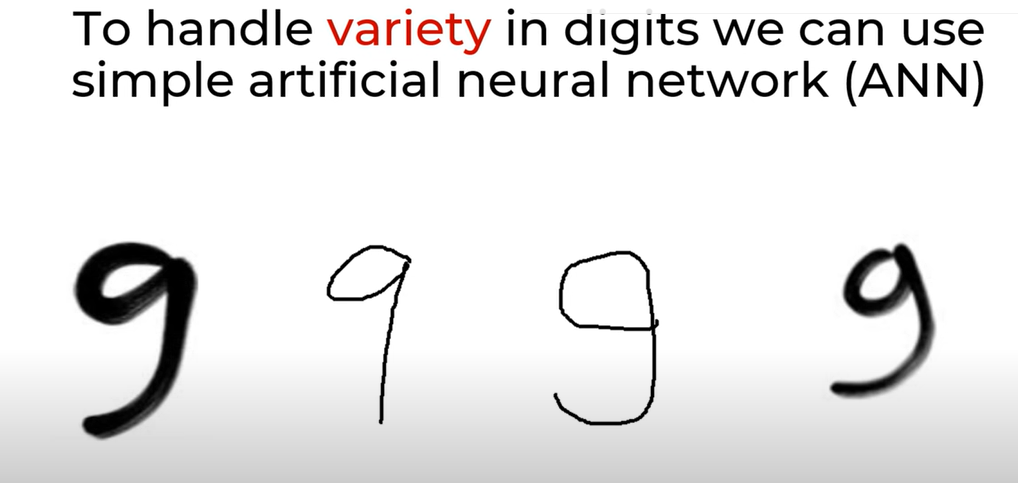 To handle variety in digits we can use
simple artificial neural network (ANN)
9 9 9 9